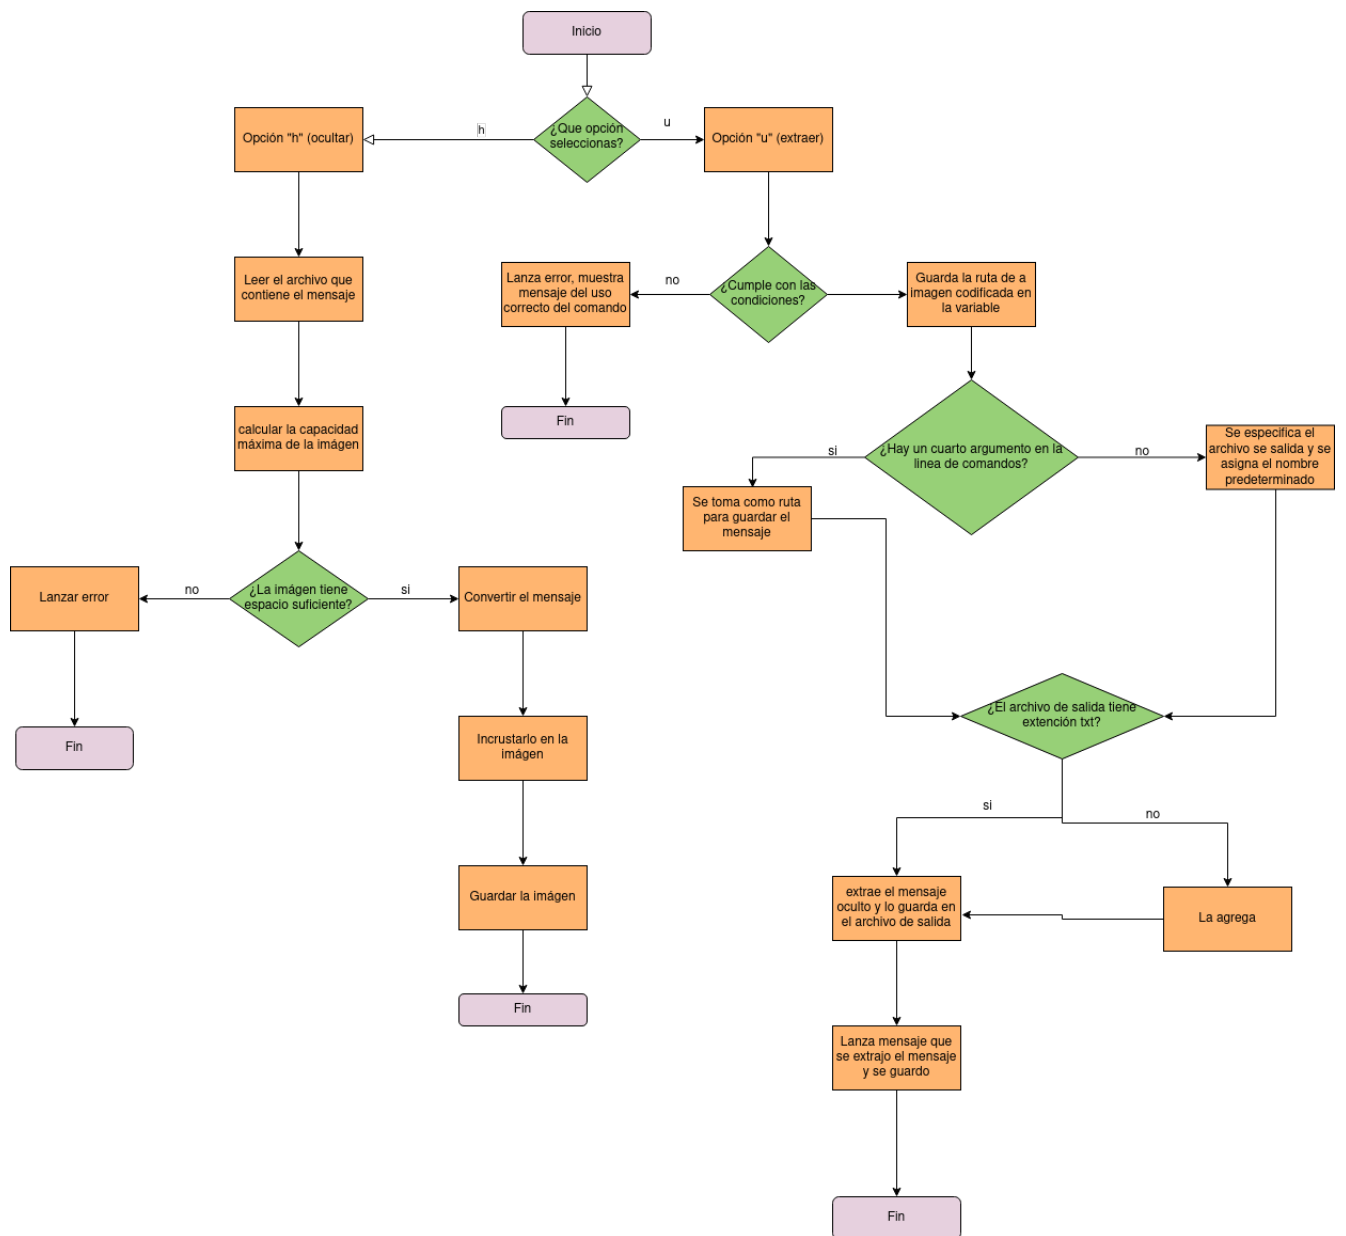 Inicio
¿Que opción
seleccionas?
h
u
Opción "h" (ocultar)
Opción "u" (extraer)
Leer el archivo que
contiene el mensaje
Lanza error, muestra
mensaje del uso
correcto del comando
no
¿Cumple con las
condiciones?
Guarda la ruta de a
imagen codificada en
la variable
Fin
calcular la capacidad
máxima de la imágen
si
¿Hay un cuarto argumento en la
linea de comandos?
no
Se especifica el
archivo se salida y se
asigna el nombre
predeterminado
Se toma como ruta
para guardar el
mensaje
Lanzar error
no
¿La imágen tiene
espacio suficiente?
si
Convertir el mensaje
Fin
Incrustarlo en la
imágen
¿El archivo de salida tiene
extención txt?
si
no
Guardar la imágen
extrae el mensaje
oculto y lo guarda en
el archivo de salida
La agrega
Fin
Lanza mensaje que
se extrajo el mensaje
y se guardo
Fin